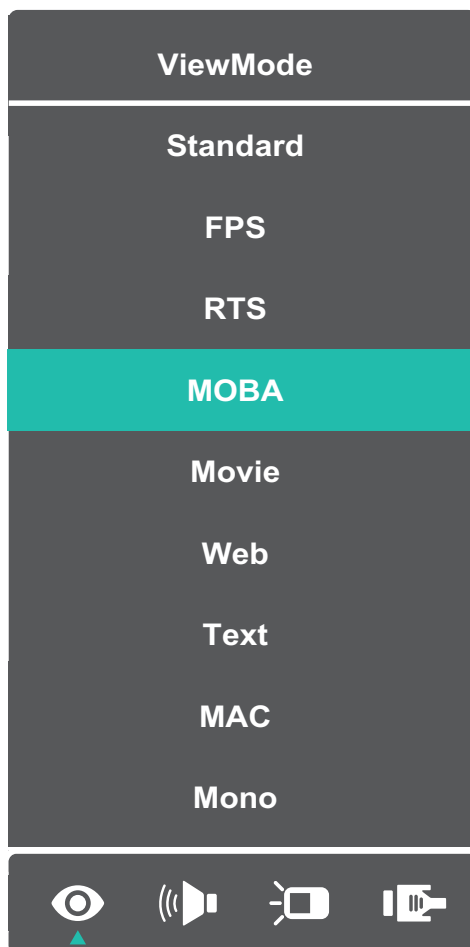 ViewMode
Standard
FPS
RTS
MOBA
Movie
Web
Text
MAC
Mono